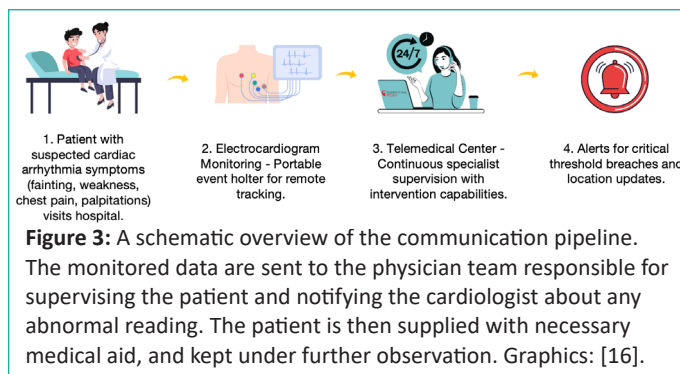 24/7
1. Patient with
suspected cardiac
arrhythmia symptoms
(fainting, weakness,
chest pain, palpitations)
visits hospital.
2. Electrocardiogram
Monitoring - Portable
event holter for remote
tracking.
3. Telemedical Center -
Continuous specialist
supervision with
intervention capabilities.
4. Alerts for critical
threshold breaches and
location updates.
Figure 3: A schematic overview of the communication pipeline.
The monitored data are sent to the physician team responsible for
supervising the patient and notifying the cardiologist about any
abnormal reading. The patient is then supplied with necessary
medical aid, and kept under further observation. Graphics: [16].